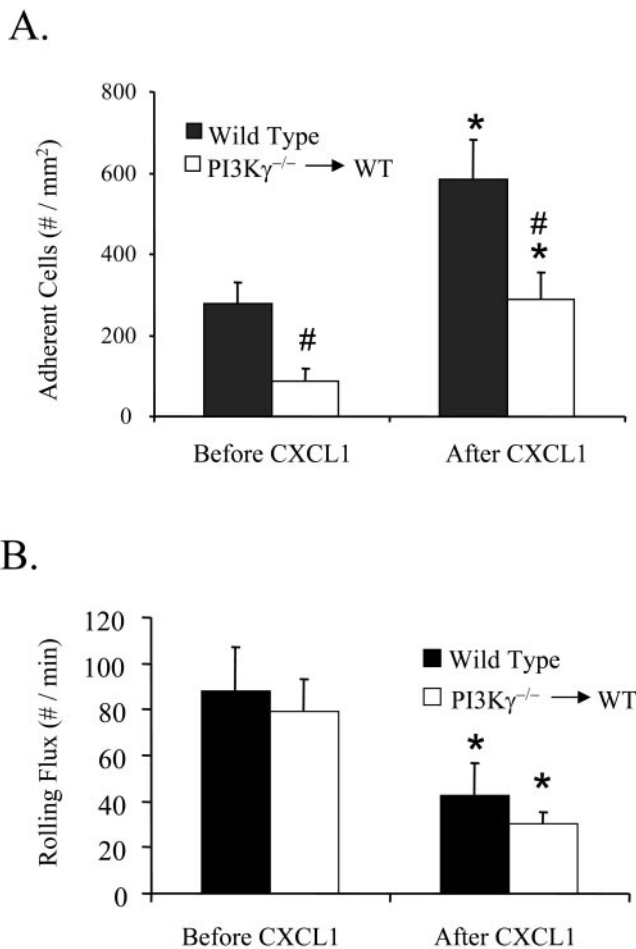 A.
Adherent Cells (# / mm²)
800
600
400
200
0
Wild Type
PI3Kγ⁻/⁻ → WT
*
#
*
#
Before CXCL1
After CXCL1
B.
Rolling Flux (# / min)
120
100
80
60
40
20
0
Wild Type
PI3Kγ⁻/⁻ → WT
*
*
Before CXCL1
After CXCL1